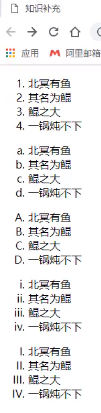 知识补充
应用
M 阿里邮箱
1. 北冥有鱼
2. 其名为鲲
3. 鲲之大
4. 一锅炖不下
a. 北冥有鱼
b. 其名为鲲
c. 鲲之大
d. 一锅炖不下
A. 北冥有鱼
B. 其名为鲲
C. 鲲之大
D. 一锅炖不下
i. 北冥有鱼
ii. 其名为鲲
iii. 鲲之大
iv. 一锅炖不下
I. 北冥有鱼
II. 其名为鲲
III. 鲲之大
IV. 一锅炖不下